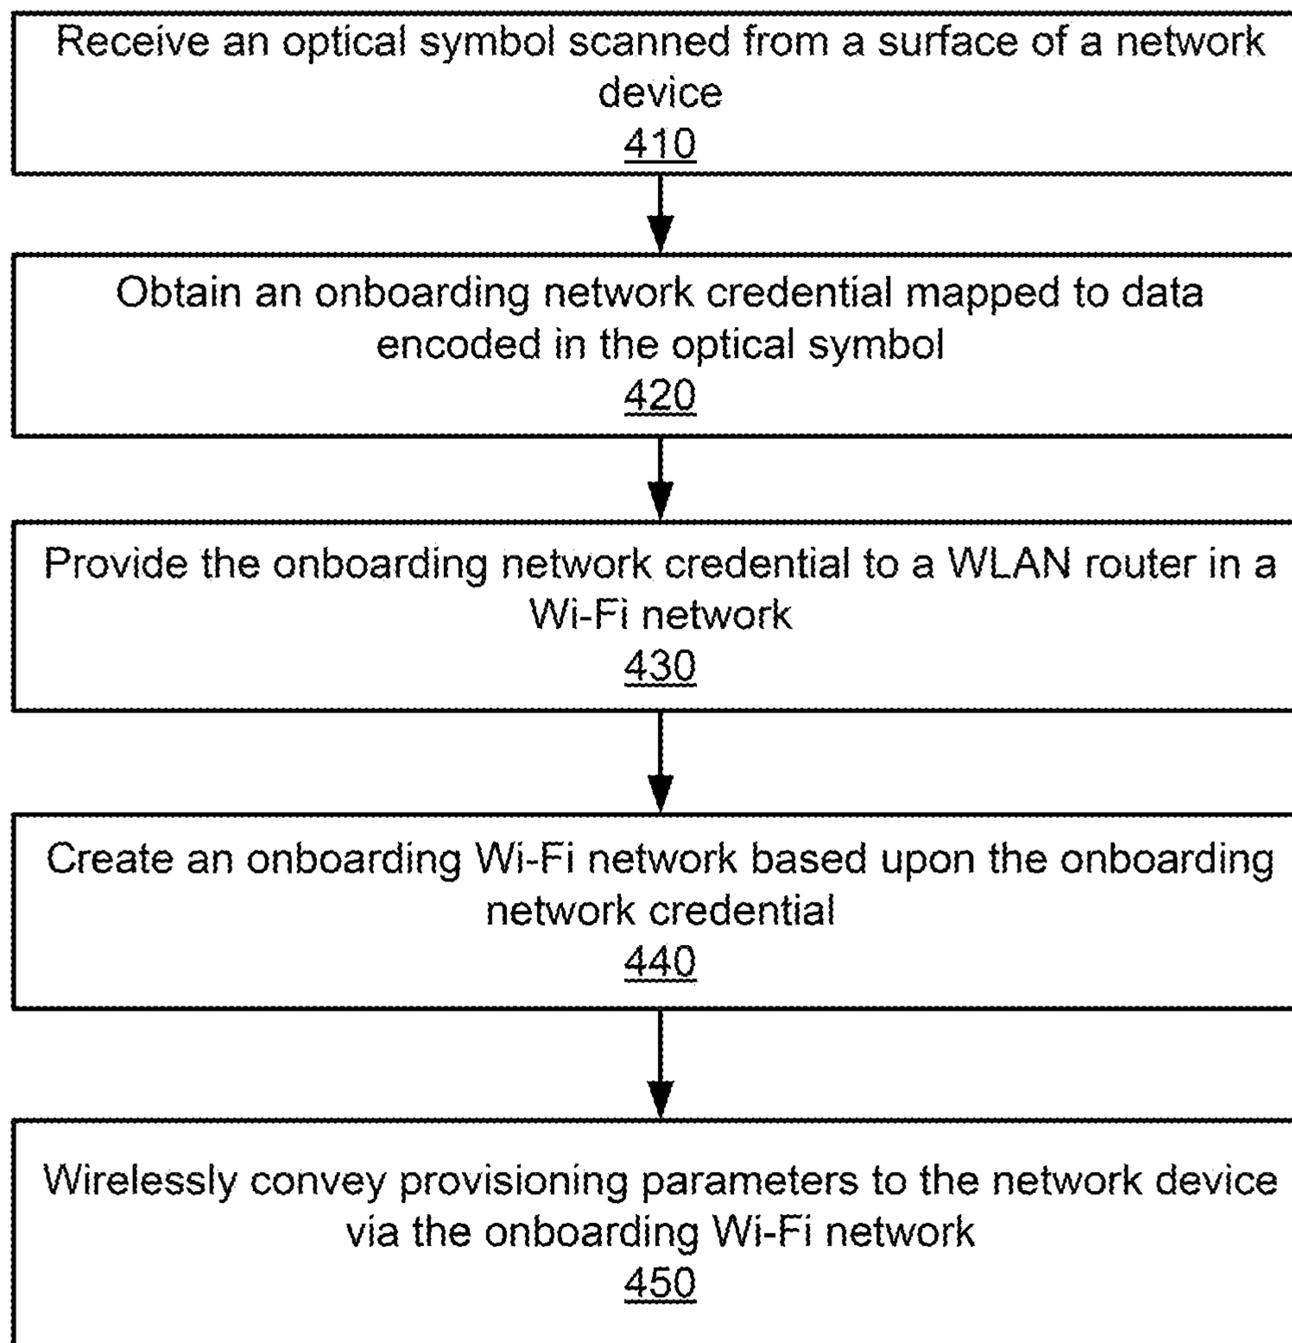 Receive an optical symbol scanned from a surface of a network
device
410
Obtain an onboarding network credential mapped to data
encoded in the optical symbol
420
Provide the onboarding network credential to a WLAN router in a
Wi-Fi network
430
Create an onboarding Wi-Fi network based upon the onboarding
network credential
440
Wirelessly convey provisioning parameters to the network device
via the onboarding Wi-Fi network
450